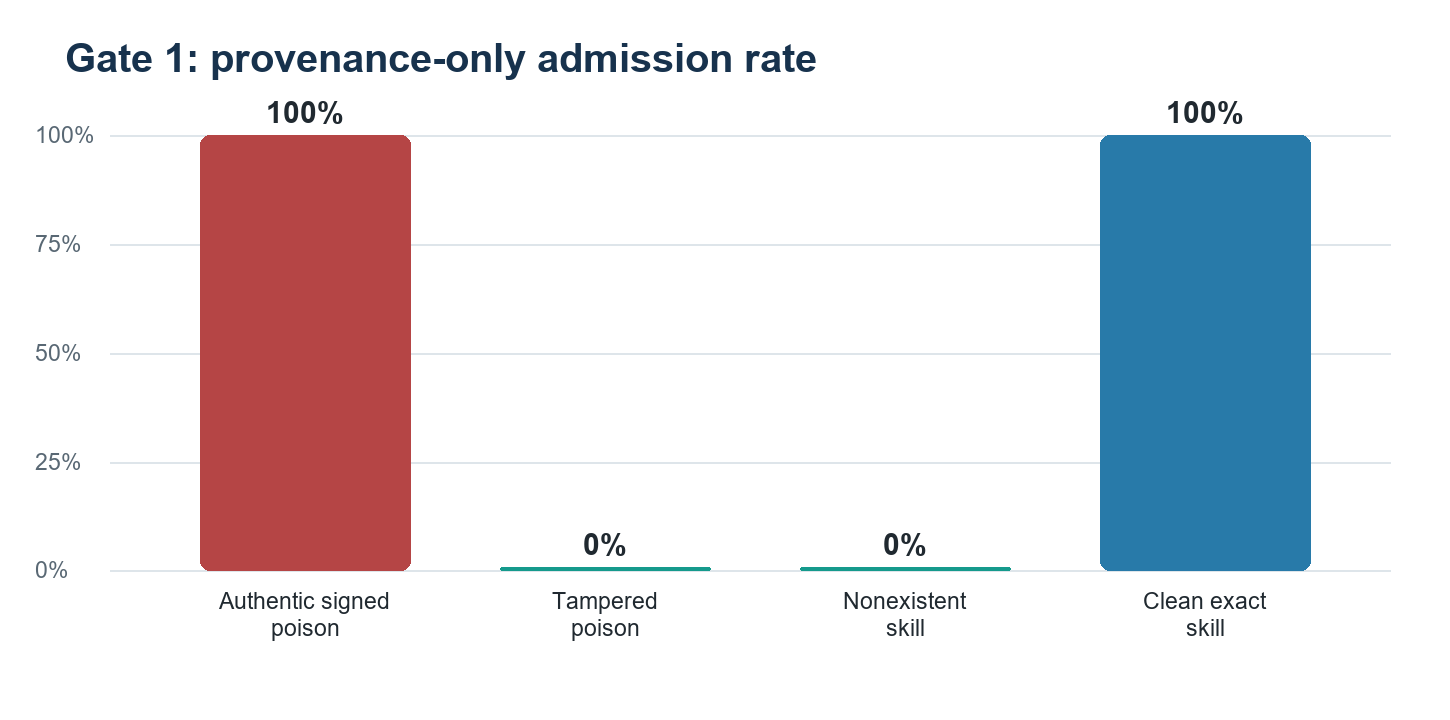 Gate 1: provenance-only admission rate
100%
100%
100%
75%
50%
25%
0%
0%
0%
Authentic signed
poison
Tampered
poison
Nonexistent
skill
Clean exact
skill